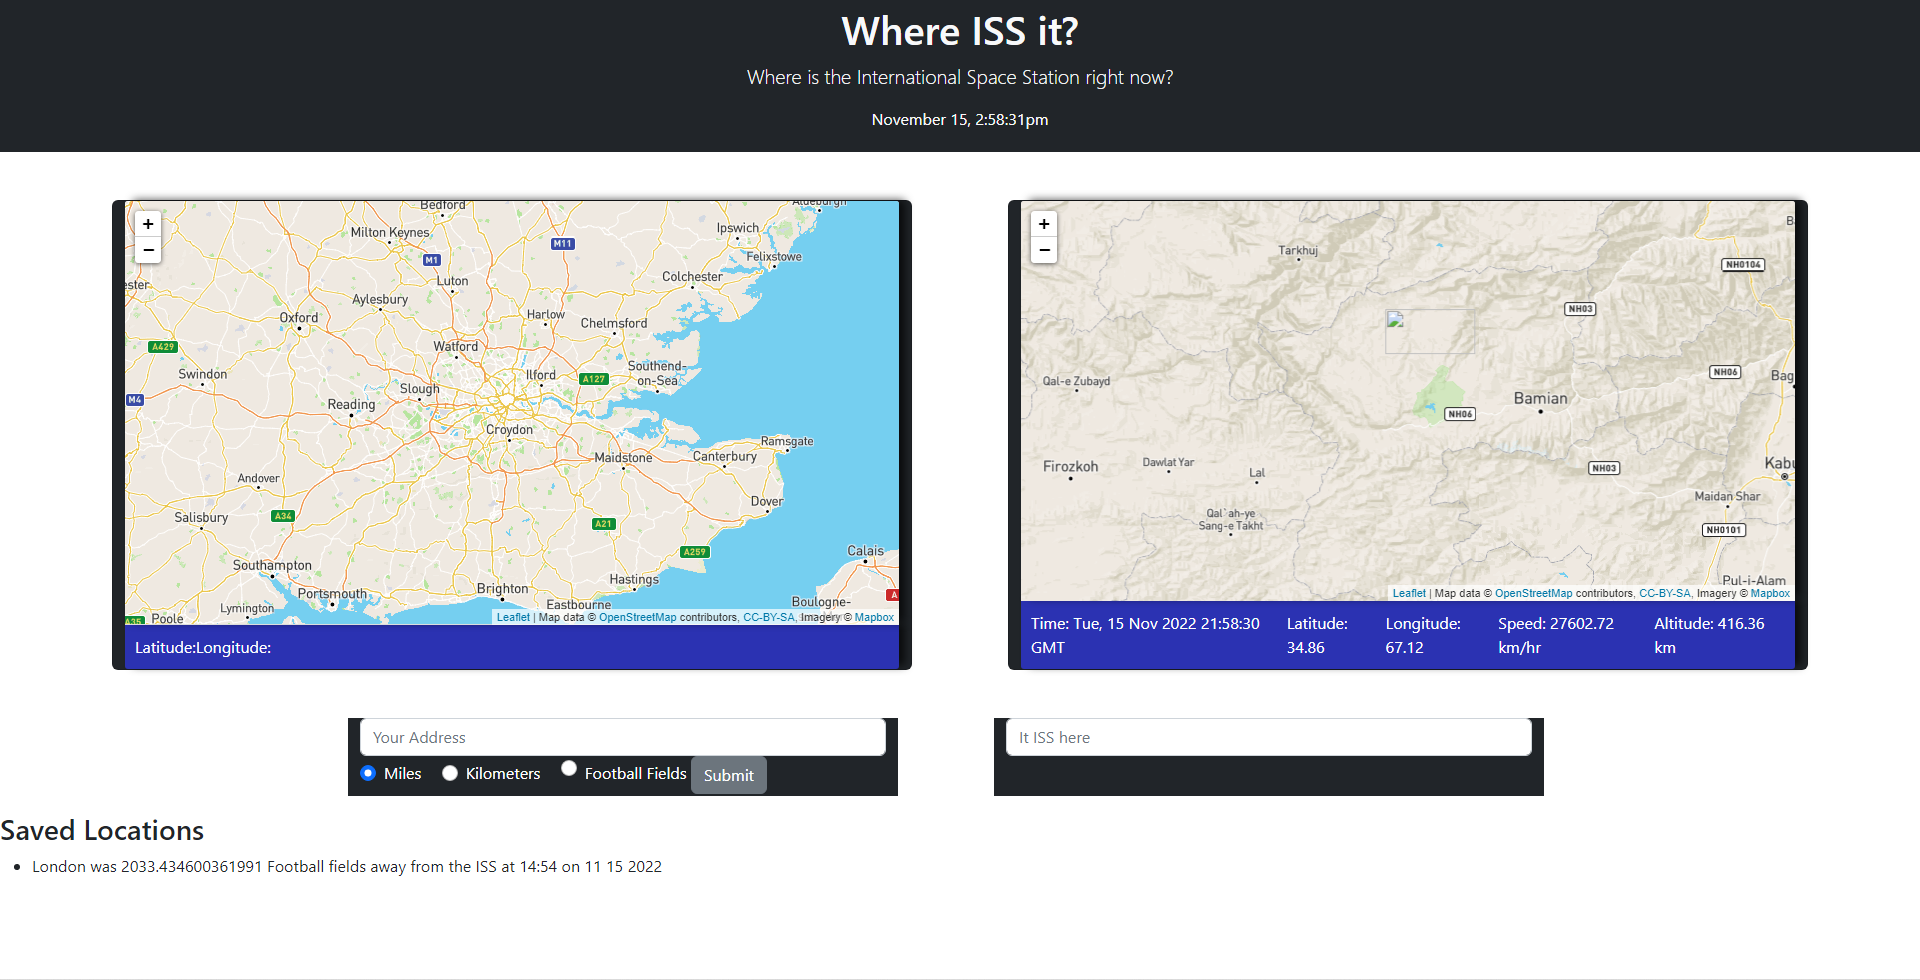 Where ISS it?
Where is the International Space Station right now?
November 15, 2:58:31pm
+
−
Bedford
Milton Keynes
M11
Ipswich
Aldeburgh
Felixstowe
M1
Luton
Colchester
ester
Aylesbury
Oxford
Harlow
Chelmsford
A429
Watford
Swindon
Ilford
A127
Southend-
on-Sea
Slough
M4
Reading
Croydon
Ramsgate
Maidstone
Canterbury
Andover
Dover
Salisbury
A34
A21
A259
Calais
Southampton
Hastings
Portsmouth
Brighton
Eastbourne
Boulogne-
A
Lymington
A35
Poole
Leaflet | Map data © OpenStreetMap contributors, CC-BY-SA, Imagery © Mapbox
Latitude:Longitude:
+
−
B
Tarkhuj
NH0104
NH03
Qal-e Zubayd
NH06
Bag
Bamian
NH06
Firozkoh
Dawlat Yar
Lal
NH03
Kabu
Maidan Shar
Qal`ah-ye
Sang-e Takht
NH0101
Pul-i-Alam
Leaflet | Map data © OpenStreetMap contributors, CC-BY-SA, Imagery © Mapbox
Time: Tue, 15 Nov 2022 21:58:30
GMT
Latitude:
34.86
Longitude:
67.12
Speed: 27602.72
km/hr
Altitude: 416.36
km
Your Address
Miles Kilometers Football Fields Submit
It ISS here
Saved Locations
London was 2033.434600361991 Football fields away from the ISS at 14:54 on 11 15 2022